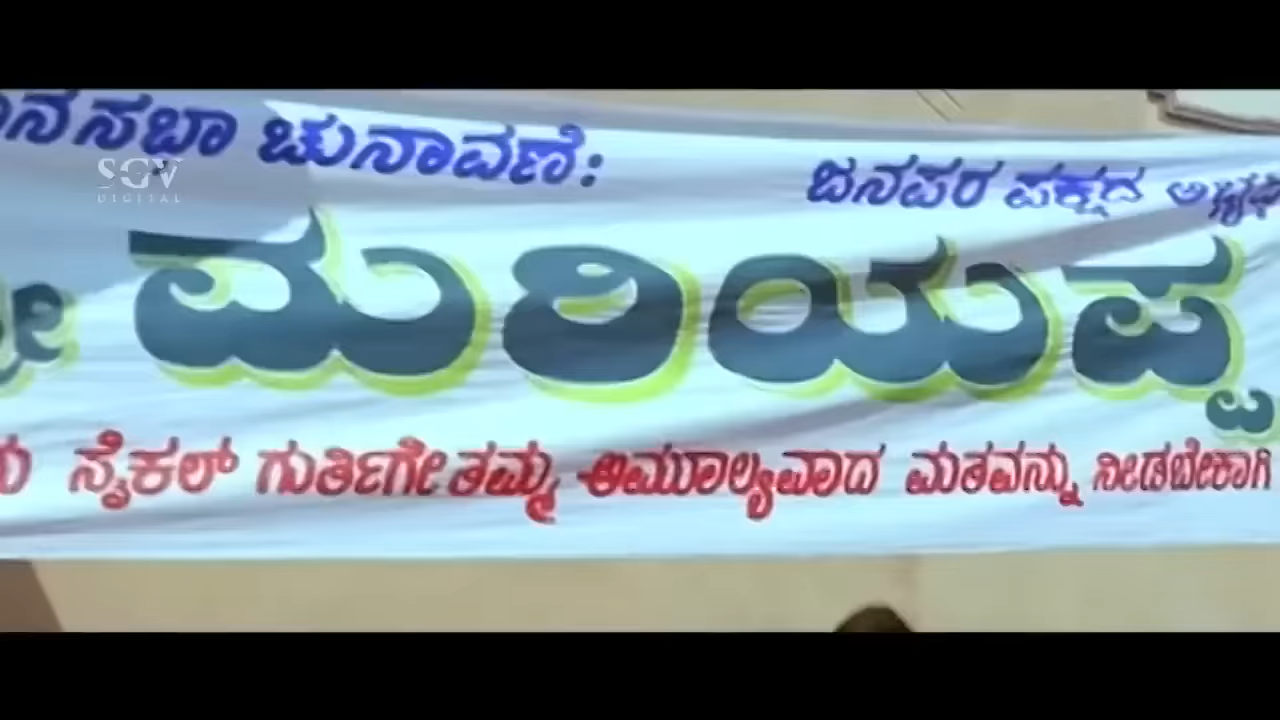 ನಸಭಾ ಚುನಾವಣೆ:
ಜನಪರ ಪಕ್ಷದ
SGV
DIGITAL
ಮರಿಯಪ್ಪ
ಸೈಕಲ್ ಗುರ್ತಿಗೇ ತಮ್ಮ ಅಮೂಲ್ಯವಾದ ಮತವನ್ನು ನೀಡಬೇಕಾಗಿ